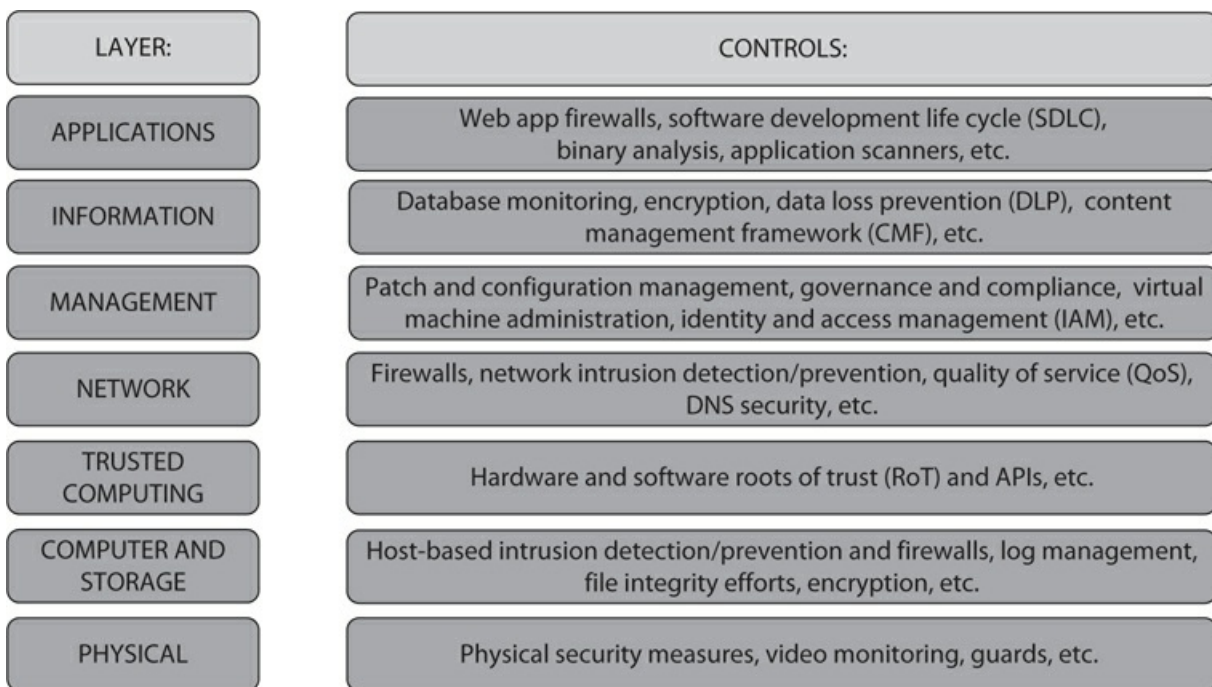 LAYER:
CONTROLS:
APPLICATIONS
Web app firewalls, software development life cycle (SDLC),
binary analysis, application scanners, etc.
INFORMATION
Database monitoring, encryption, data loss prevention (DLP), content
management framework (CMF), etc.
MANAGEMENT
Patch and configuration management, governance and compliance, virtual
machine administration, identity and access management (IAM), etc.
NETWORK
Firewalls, network intrusion detection/prevention, quality of service (QoS),
DNS security, etc.
TRUSTED
COMPUTING
Hardware and software roots of trust (RoT) and APIs, etc.
COMPUTER AND
STORAGE
Host-based intrusion detection/prevention and firewalls, log management,
file integrity efforts, encryption, etc.
PHYSICAL
Physical security measures, video monitoring, guards, etc.